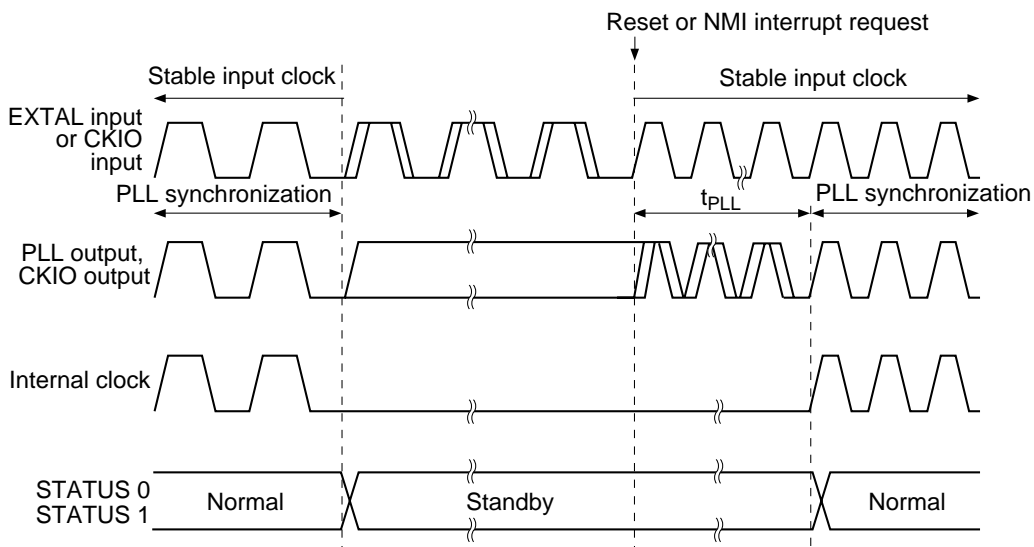 Reset or NMI interrupt request
Stable input clock
Stable input clock
EXTAL input
or CKIO
input
PLL synchronization
tPLL
PLL synchronization
PLL output,
CKIO output
Internal clock
STATUS 0
STATUS 1
Normal
Standby
Normal